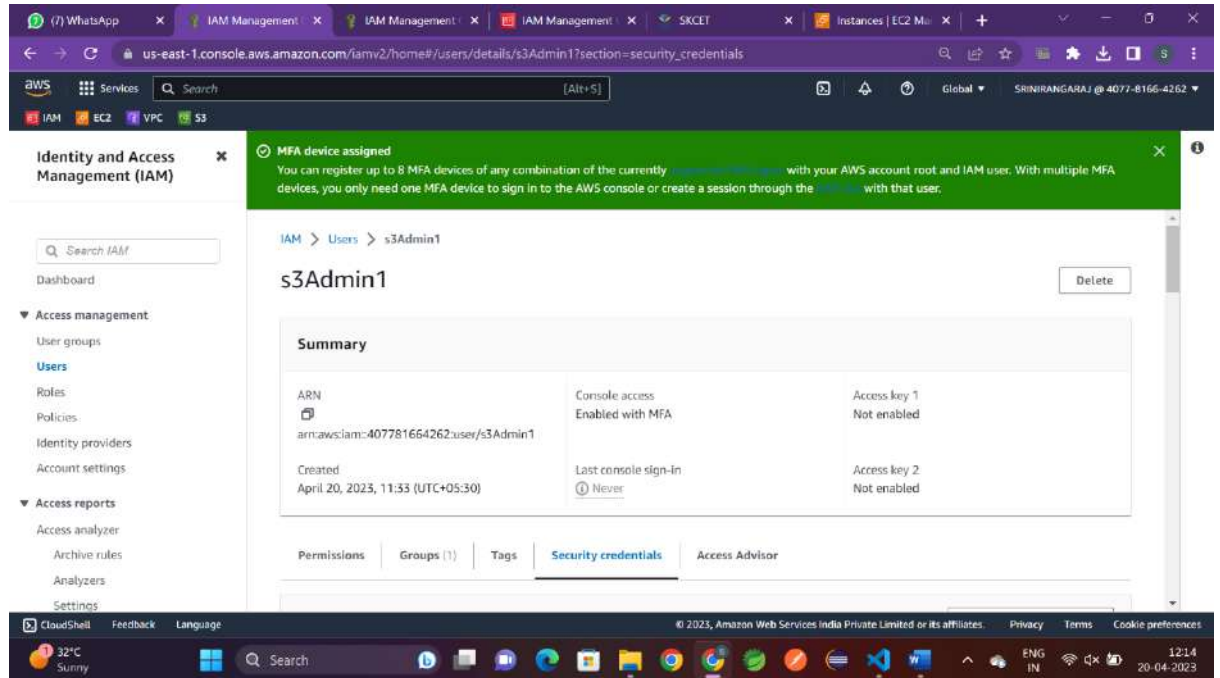 (7) WhatsApp
IAM Management
IAM Management
IAM Management
SKCET
Instances | EC2 Ma
us-east-1.console.aws.amazon.com/iamv2/home#/users/details/s3Admin1?section=security_credentials
S
aws
Services
Search
[Alt+S]
Global
SRINIRANGARAJ @ 4077-8166-4262
IAM
EC2
VPC
S3
Identity and Access
Management (IAM)
Search IAM
Dashboard
Access management
User groups
Users
Roles
Policies
Identity providers
Account settings
Access reports
Access analyzer
Archive rules
Analyzers
Settings
MFA device assigned
You can register up to 8 MFA devices of any combination of the currently with your AWS account root and IAM user. With multiple MFA
devices, you only need one MFA device to sign in to the AWS console or create a session through the with that user.
IAM > Users > s3Admin1
s3Admin1
Delete
Summary
ARN
arn:aws:iam::407781664262:user/s3Admin1
Console access
Enabled with MFA
Access key 1
Not enabled
Created
April 20, 2023, 11:33 (UTC+05:30)
Last console sign-in
Never
Access key 2
Not enabled
Permissions
Groups (1)
Tags
Security credentials
Access Advisor
CloudShell
Feedback
Language
© 2023, Amazon Web Services India Private Limited or its affiliates.
Privacy
Terms
Cookie preferences
1
32°C
Sunny
Search
ENG
IN
12:14
20-04-2023